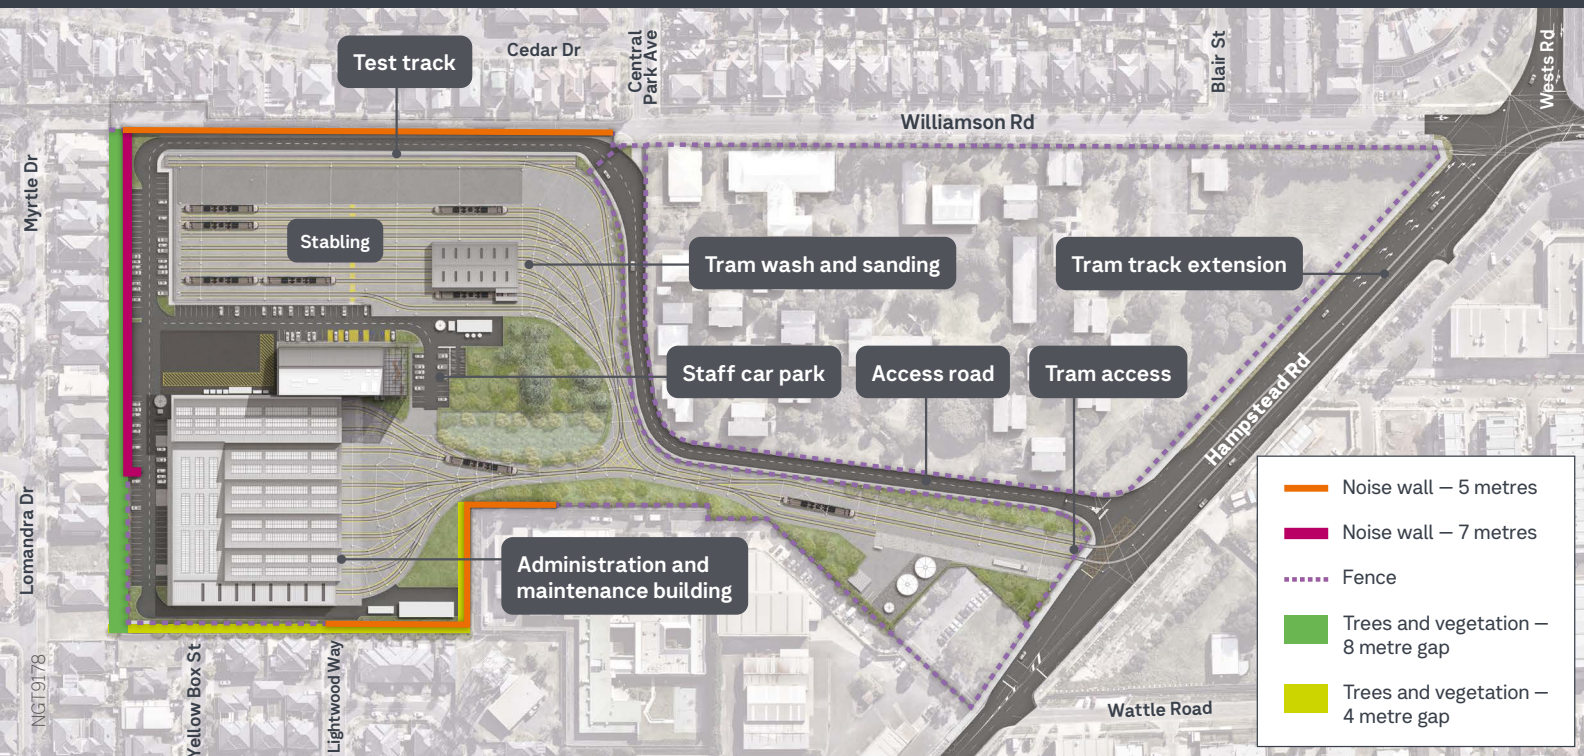 Test track
Cedar Dr
Central
Park Ave
Blair St
Wests Rd
Williamson Rd
Myrtle Dr
Stabling
Tram wash and sanding
Tram track extension
Staff car park
Access road
Tram access
Hampstead Rd
Lomandra Dr
Administration and
maintenance building
Yellow Box St
Lightwood Way
Wattle Road
NGT9178
Noise wall – 5 metres
Noise wall – 7 metres
Fence
Trees and vegetation –
8 metre gap
Trees and vegetation –
4 metre gap